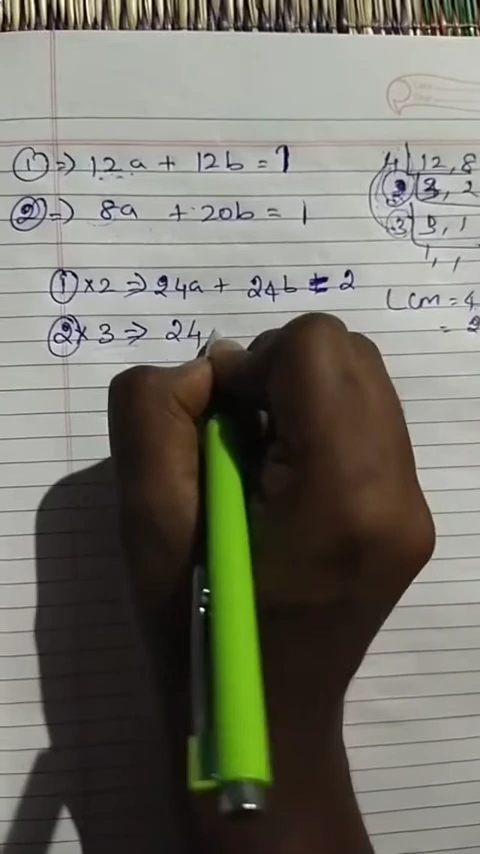 ① ⇒ 12a + 12b = 1
② ⇒ 8a + 20b = 1
① × 2 ⇒ 24a + 24b = 2
② × 3 ⇒ 24
4 | 12, 8
2 | 3, 2
3 | 3, 1
1, 1
LCM = 4
= 2